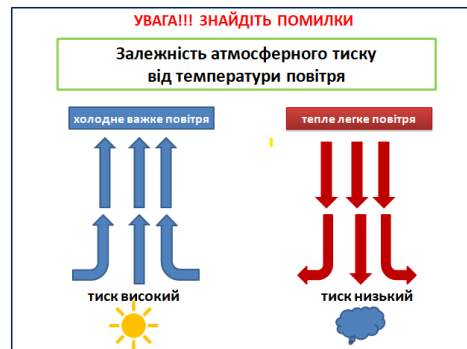 УВАГА!!! ЗНАЙДІТЬ ПОМИЛКИ
Залежність атмосферного тиску
від температури повітря
холодне важке повітря
тепле легке повітря
тиск високий
тиск низький